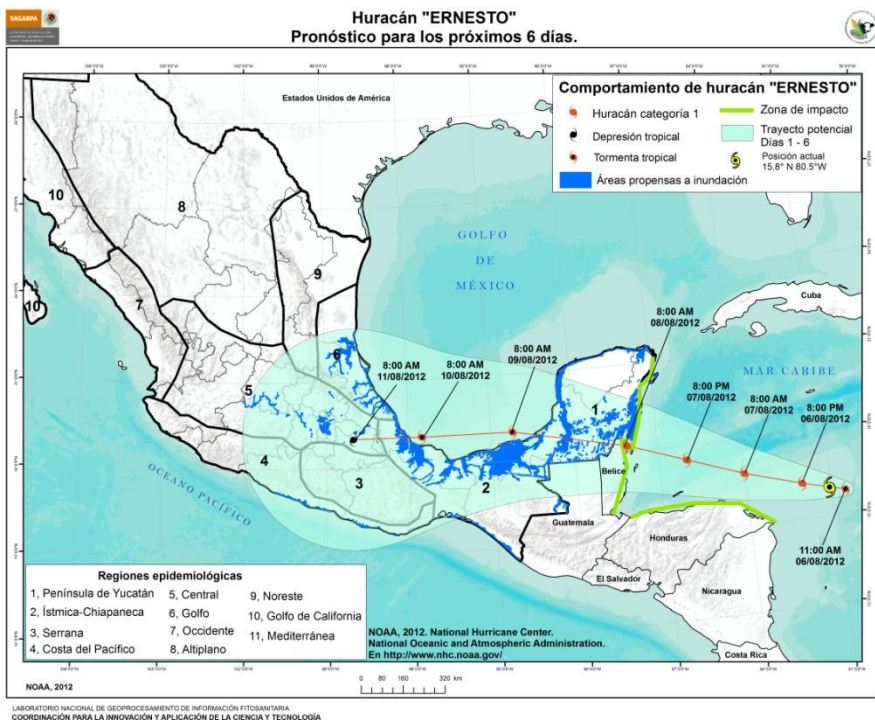 SAGARPA
Huracán "ERNESTO"
Pronóstico para los próximos 6 días.
Comportamiento de huracán "ERNESTO"
Huracán categoría 1
Depresión tropical
Tormenta tropical
Áreas propensas a inundación
Zona de impacto
Trayecto potencial
Días 1 - 6
Posición actual
15.8° N 80.5°W
Estados Unidos de América
10
8
9
7
10
GOLFO
DE
MÉXICO
Cuba
MAR CARIBE
8:00 AM
08/08/2012
8:00 AM
09/08/2012
8:00 AM
10/08/2012
8:00 AM
11/08/2012
8:00 PM
07/08/2012
8:00 AM
07/08/2012
8:00 PM
06/08/2012
11:00 AM
06/08/2012
6
5
1
4
3
2
OCEANO PACÍFICO
Belice
Guatemala
Honduras
El Salvador
Nicaragua
Costa Rica
Regiones epidemiológicas
1, Península de Yucatán
2, Ístmica-Chiapaneca
3, Serrana
4, Costa del Pacífico
5, Central
6, Golfo
7, Occidente
8, Altiplano
9, Noreste
10, Golfo de California
11, Mediterránea
NOAA, 2012. National Hurricane Center.
National Oceanic and Atmospheric Administration.
En http://www.nhc.noaa.gov/
0 80 160 320 km
NOAA, 2012
LABORATORIO NACIONAL DE GEOPROCESAMIENTO DE INFORMACIÓN FITOSANITARIA
COORDINACIÓN PARA LA INNOVACIÓN Y APLICACIÓN DE LA CIENCIA Y TECNOLOGÍA